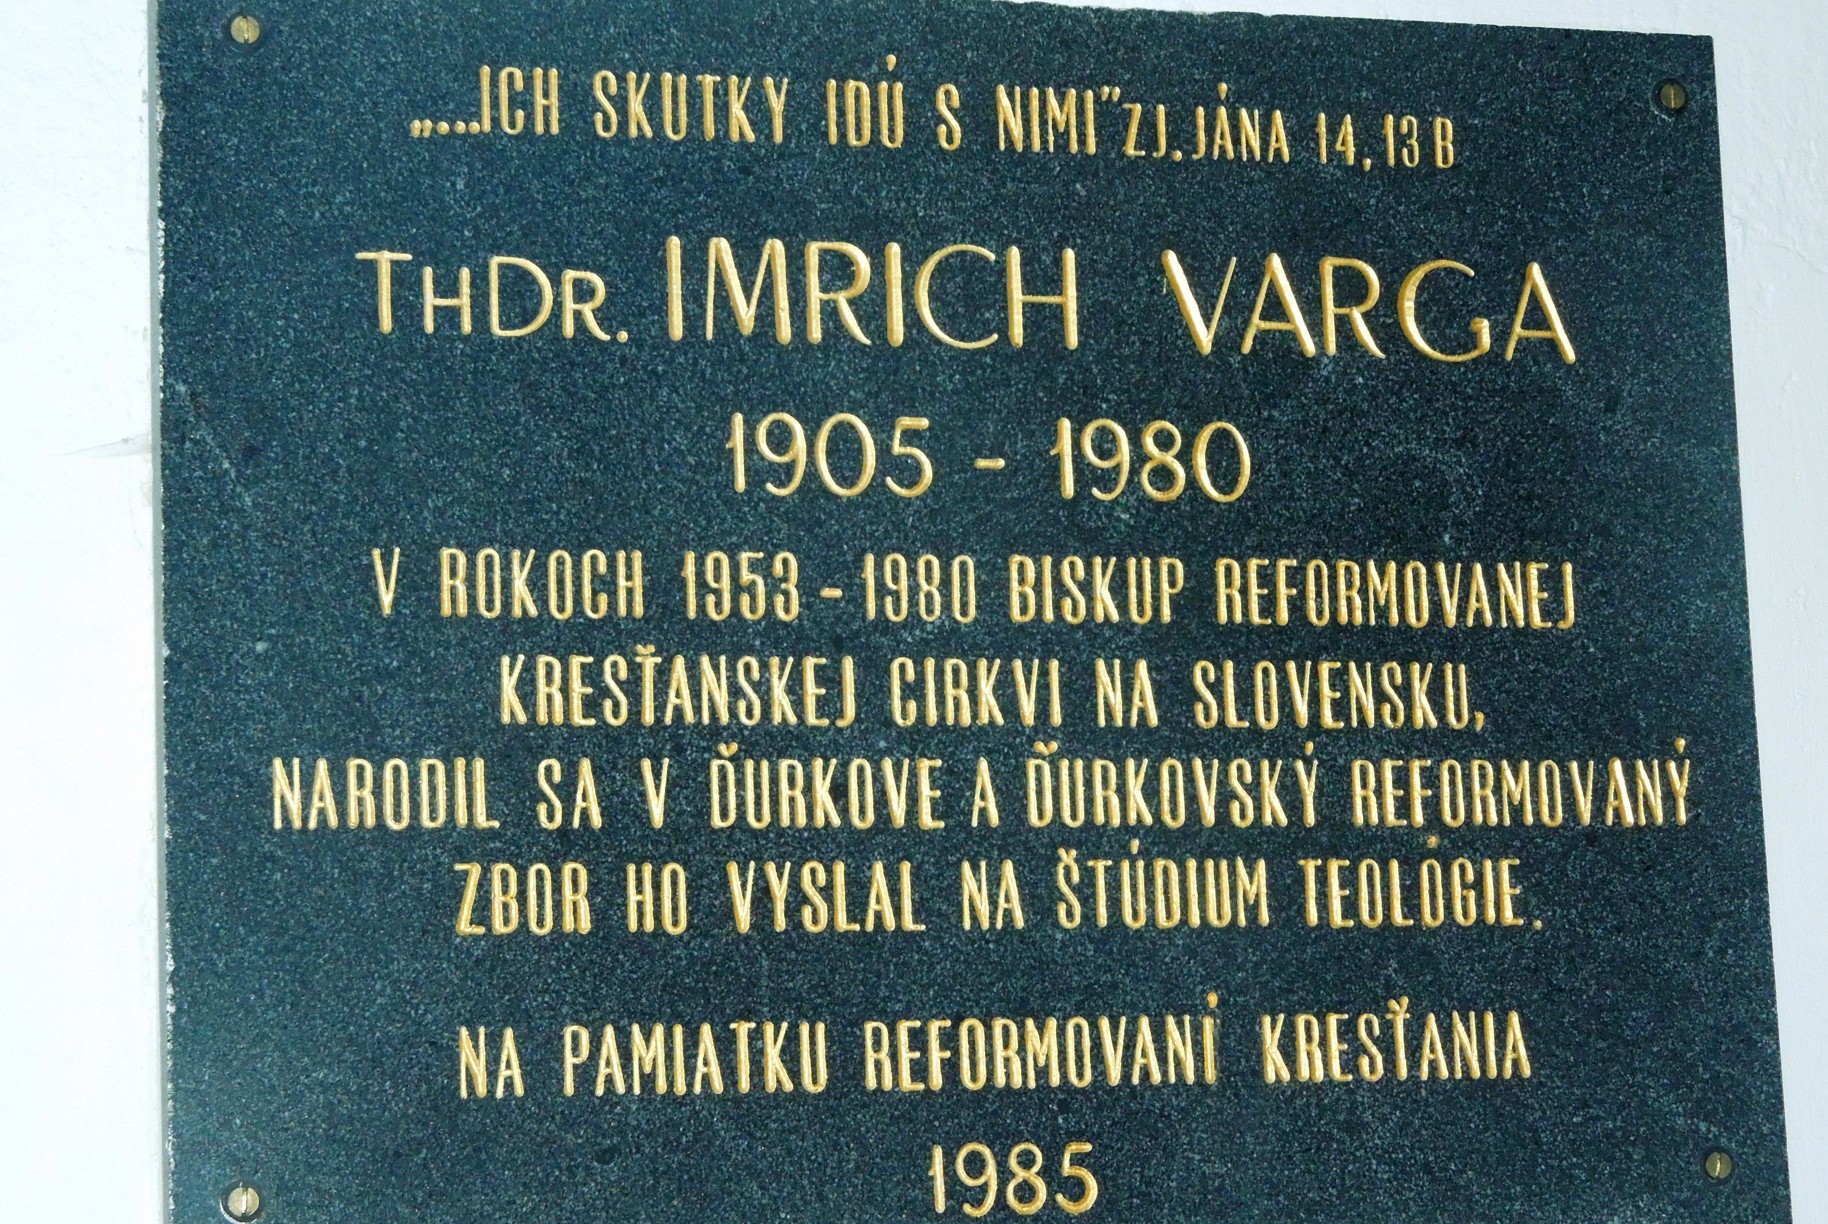 „....ICH SKUTKY IDÚ S NIMI" ZJ. JÁNA 14, 13 B
THDR. IMRICH VARGA
1905 - 1980
V ROKOCH 1953 - 1980 BISKUP REFORMOVANEJ
KRESŤANSKEJ CIRKVI NA SLOVENSKU,
NARODIL SA V ĎURKOVE A ĎURKOVSKÝ REFORMOVANÝ
ZBOR HO VYSLAL NA ŠTÚDIUM TEOLÓGIE.
NA PAMIATKU REFORMOVANÍ KRESŤANIA
1985